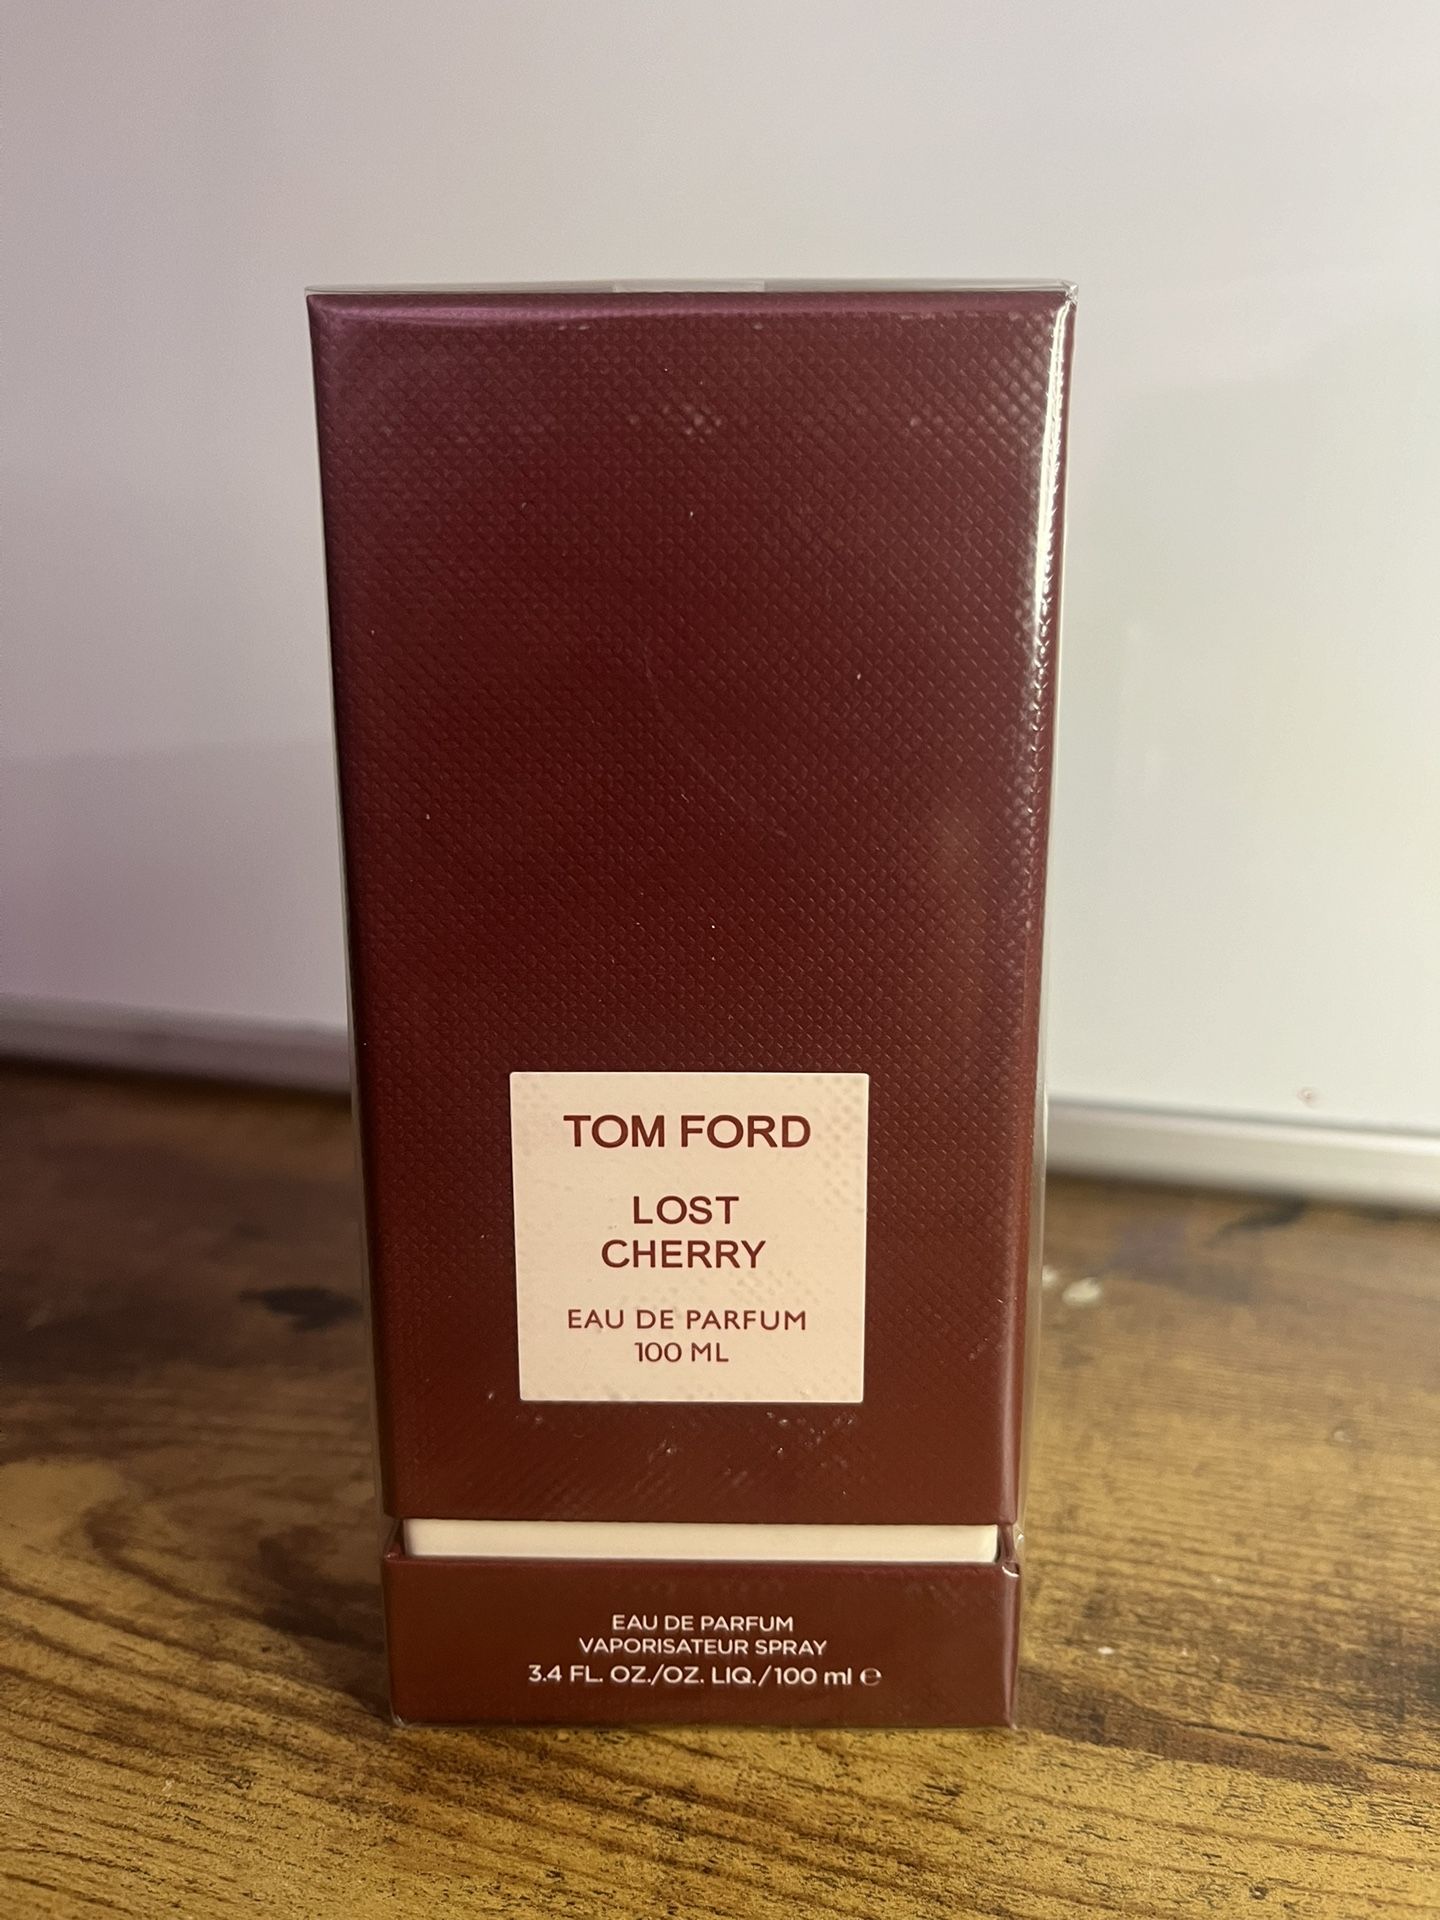 TOM FORD
LOST
CHERRY
EAU DE PARFUM
100 ML
EAU DE PARFUM
VAPORISATEUR SPRAY
3.4 FL. OZ./OZ. LIQ./100 ml ℮